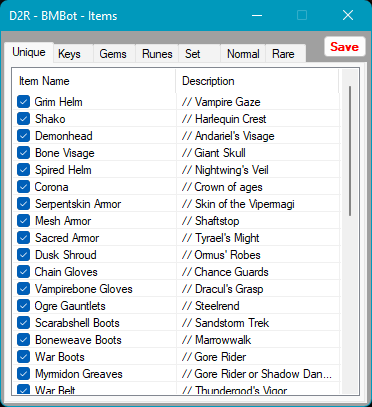 D2R - BMBot - Items
Unique Keys Gems Runes Set Normal Rare Save
Item Name Description
Grim Helm // Vampire Gaze
Shako // Harlequin Crest
Demonhead // Andariel's Visage
Bone Visage // Giant Skull
Spired Helm // Nightwing's Veil
Corona // Crown of ages
Serpentskin Armor // Skin of the Vipermagi
Mesh Armor // Shaftstop
Sacred Armor // Tyrael's Might
Dusk Shroud // Ormus' Robes
Chain Gloves // Chance Guards
Vampirebone Gloves // Dracul's Grasp
Ogre Gauntlets // Steelrend
Scarabshell Boots // Sandstorm Trek
Boneweave Boots // Marrowwalk
War Boots // Gore Rider
Myrmidon Greaves // Gore Rider or Shadow Dan...
War Belt // Thundergod's Vigor